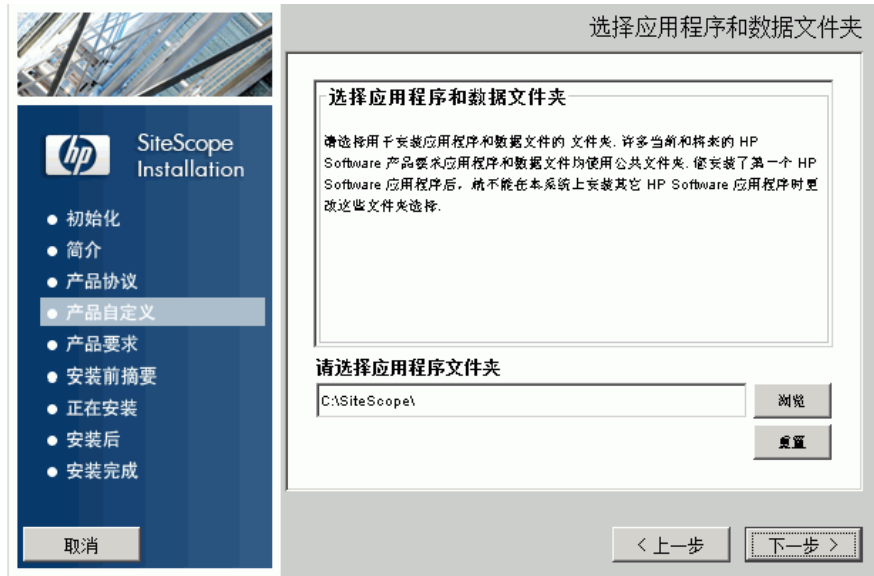 选择应用程序和数据文件夹
hp
SiteScope
Installation
初始化
简介
产品协议
产品自定义
产品要求
安装前摘要
正在安装
安装后
安装完成
取消
选择应用程序和数据文件夹
请选择用于安装应用程序和数据文件的 文件夹. 许多当前和将来的 HP
Software 产品要求应用程序和数据文件均使用公共文件夹. 您安装了第一个 HP
Software 应用程序后，就不能在本系统上安装其它 HP Software 应用程序时更
改这些文件夹选择.
请选择应用程序文件夹
C:\SiteScope\
浏览
重置
< 上一步
下一步 >